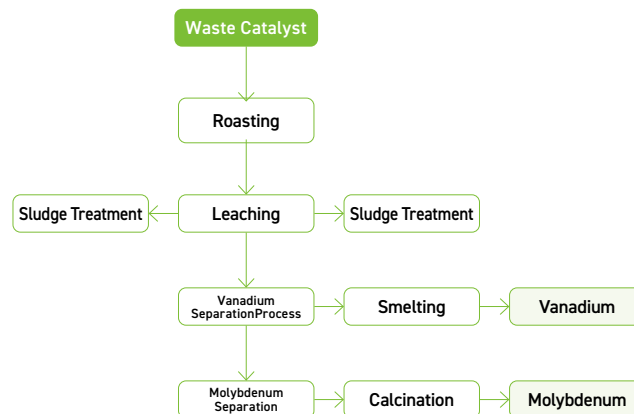 Waste Catalyst
Roasting
Sludge Treatment
Leaching
Sludge Treatment
Vanadium
SeparationProcess
Smelting
Vanadium
Molybdenum
Separation
Calcination
Molybdenum